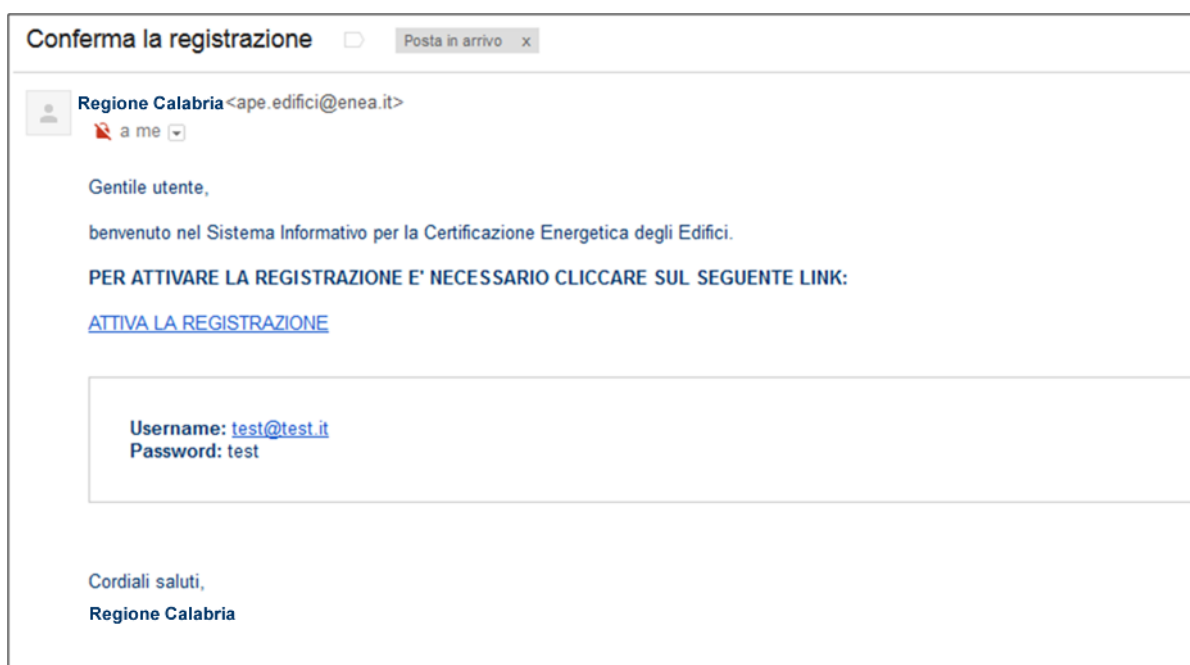 Conferma la registrazione Posta in arrivo x
Regione Calabria<ape.edifici@enea.it>
a me
Gentile utente,
benvenuto nel Sistema Informativo per la Certificazione Energetica degli Edifici.
PER ATTIVARE LA REGISTRAZIONE E' NECESSARIO CLICCARE SUL SEGUENTE LINK:
ATTIVA LA REGISTRAZIONE
Username: test@test.it
Password: test
Cordiali saluti,
Regione Calabria